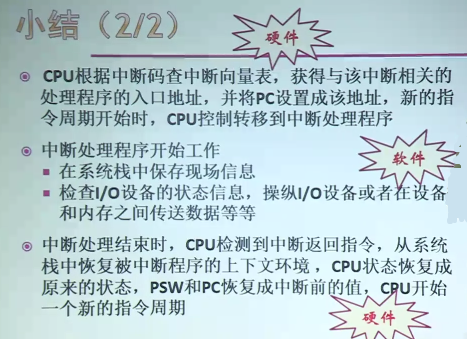 小结（2/2）
硬件
CPU根据中断码查中断向量表，获得与该中断相关的
处理程序的入口地址，并将PC设置成该地址，新的指
令周期开始时，CPU控制转移到中断处理程序
中断处理程序开始工作
软件
在系统栈中保存现场信息
检查I/O设备的状态信息，操纵I/O设备或者在设备
和内存之间传送数据等等
中断处理结束时，CPU检测到中断返回指令，从系统
栈中恢复被中断程序的上下文环境，CPU状态恢复成
原来的状态，PSW和PC恢复成中断前的值，CPU开始
一个新的指令周期
硬件